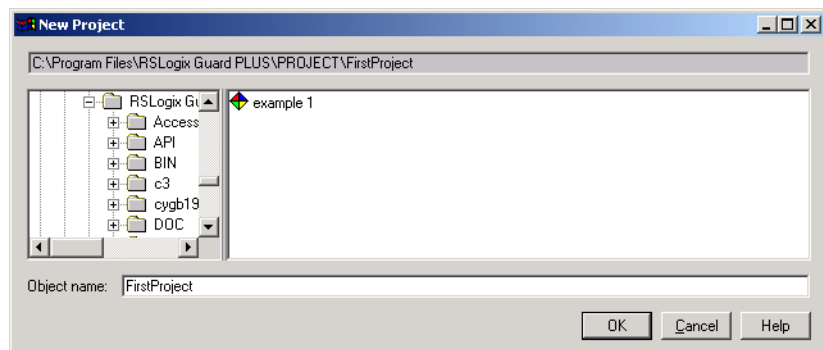 New Project
C:\Program Files\RSLogix Guard PLUS\PROJECT\FirstProject
RSLogix Gu
example 1
Access
API
BIN
c3
cygb19
DOC
Object name: FirstProject
OK Cancel Help